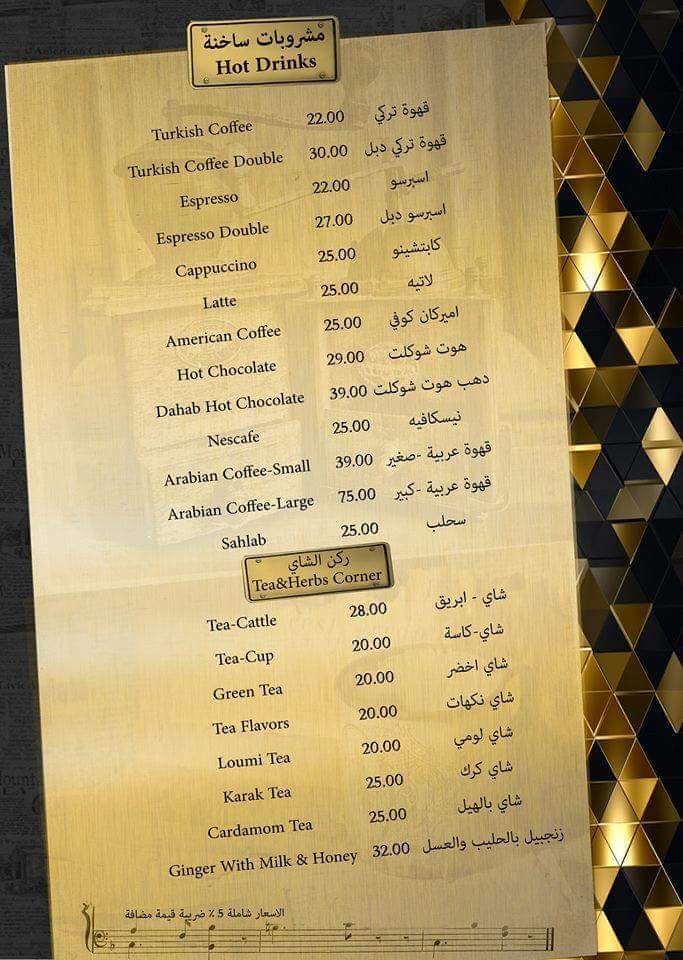 مشروبات ساخنة
Hot Drinks
Turkish Coffee 22.00 قهوة تركي
Turkish Coffee Double 30.00 قهوة تركي دبل
Espresso 22.00 اسبرسو
Espresso Double 27.00 اسبرسو دبل
Cappuccino 25.00 كابتشينو
Latte 25.00 لاتيه
American Coffee 25.00 اميركان كوفي
Hot Chocolate 29.00 هوت شوكلت
Dahab Hot Chocolate 39.00 دهب هوت شوكلت
Nescafe 25.00 نيسكافيه
Arabian Coffee-Small 39.00 قهوة عربية -صغير
Arabian Coffee-Large 75.00 قهوة عربية -كبير
Sahlab 25.00 سحلب
ركن الشاي
Tea&Herbs Corner
Tea-Cattle 28.00 شاي - ابريق
Tea-Cup 20.00 شاي-كاسة
Green Tea 20.00 شاي اخضر
Tea Flavors 20.00 شاي نكهات
Loumi Tea 20.00 شاي لومي
Karak Tea 25.00 شاي كرك
Cardamom Tea 25.00 شاي بالهيل
Ginger With Milk & Honey 32.00 زنجبيل بالحليب والعسل
الاسعار شاملة 5 ٪ ضريبة قيمة مضافة